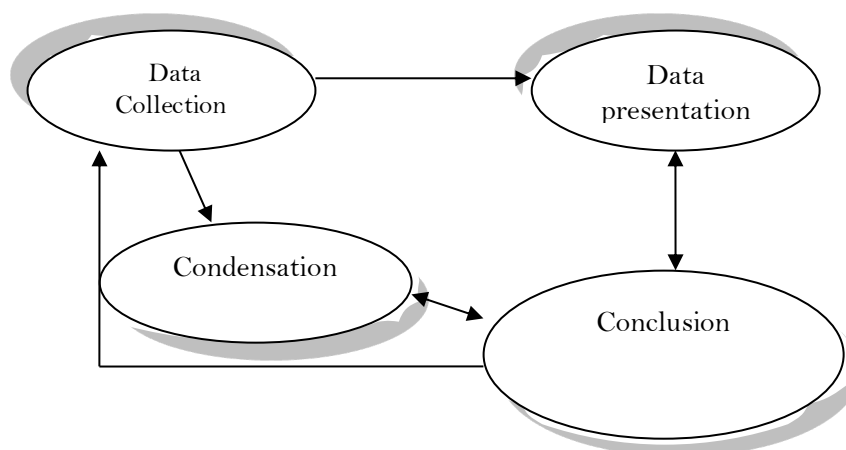 Data
Collection
Data
presentation
Condensation
Conclusion